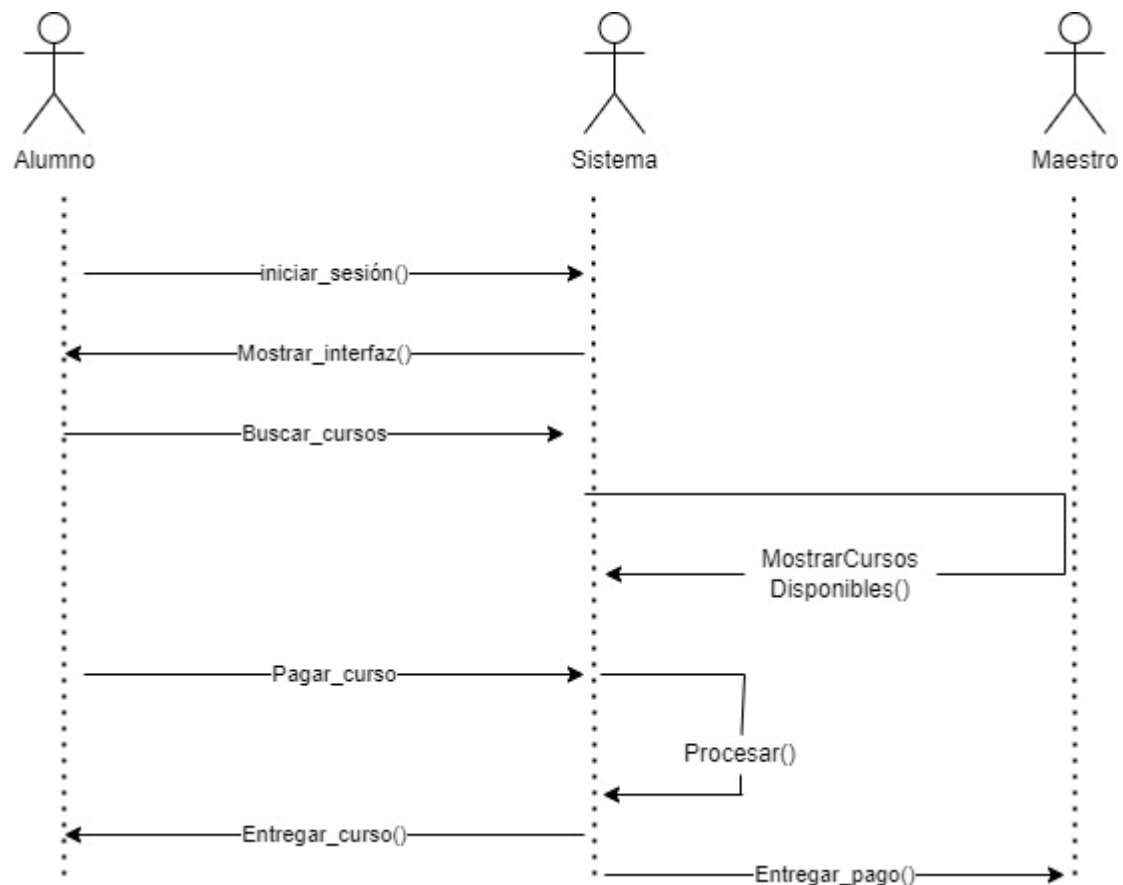 Alumno
Sistema
Maestro
iniciar_sesión()
Mostrar_interfaz()
Buscar_cursos
MostrarCursos
Disponibles()
Pagar_curso
Procesar()
Entregar_curso()
Entregar_pago()